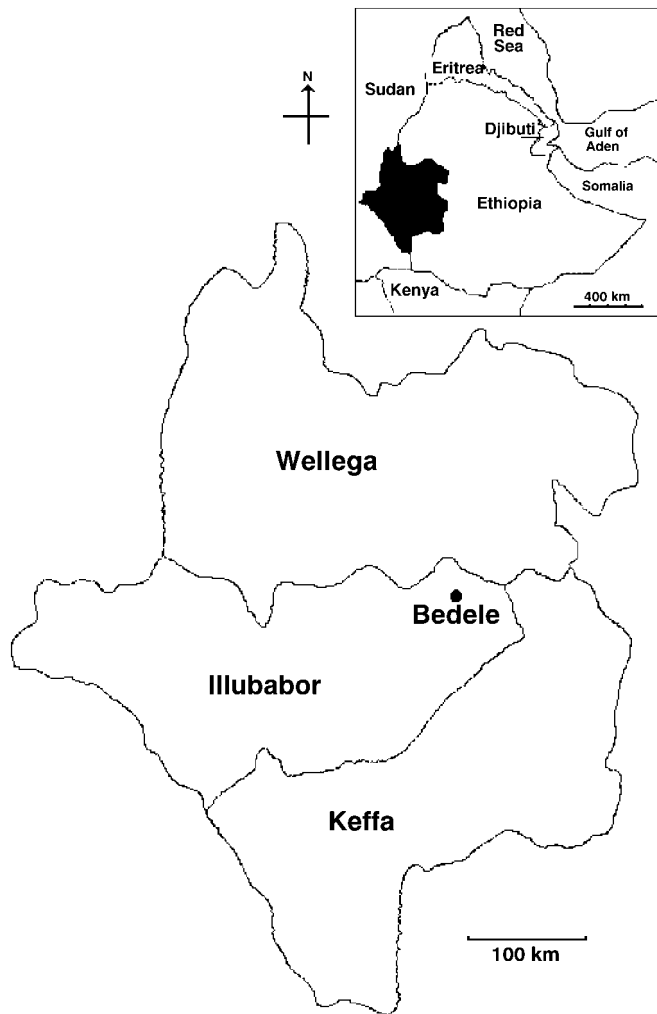 Red
Sea
N
Eritrea
Sudan
Djibuti
Gulf of
Aden
Somalia
Ethiopia
Kenya
400 km
Wellega
Bedele
Illubabor
Keffa
100 km